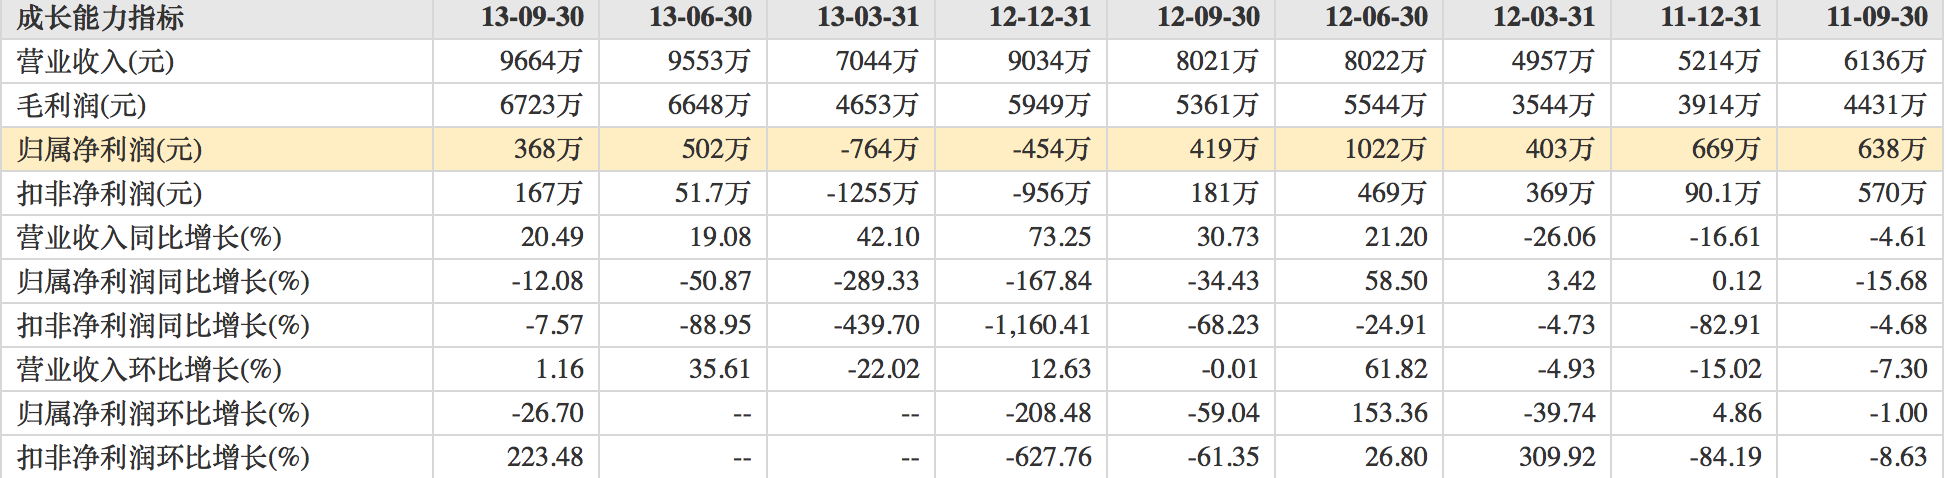 成长能力指标 13-09-30 13-06-30 13-03-31 12-12-31 12-09-30 12-06-30 12-03-31 11-12-31 11-09-30
营业收入(元) 9664万 9553万 7044万 9034万 8021万 8022万 4957万 5214万 6136万
毛利润(元) 6723万 6648万 4653万 5949万 5361万 5544万 3544万 3914万 4431万
归属净利润(元) 368万 502万 -764万 -454万 419万 1022万 403万 669万 638万
扣非净利润(元) 167万 51.7万 -1255万 -956万 181万 469万 369万 90.1万 570万
营业收入同比增长(%) 20.49 19.08 42.10 73.25 30.73 21.20 -26.06 -16.61 -4.61
归属净利润同比增长(%) -12.08 -50.87 -289.33 -167.84 -34.43 58.50 3.42 0.12 -15.68
扣非净利润同比增长(%) -7.57 -88.95 -439.70 -1,160.41 -68.23 -24.91 -4.73 -82.91 -4.68
营业收入环比增长(%) 1.16 35.61 -22.02 12.63 -0.01 61.82 -4.93 -15.02 -7.30
归属净利润环比增长(%) -26.70 -- -- -208.48 -59.04 153.36 -39.74 4.86 -1.00
扣非净利润环比增长(%) 223.48 -- -- -627.76 -61.35 26.80 309.92 -84.19 -8.63